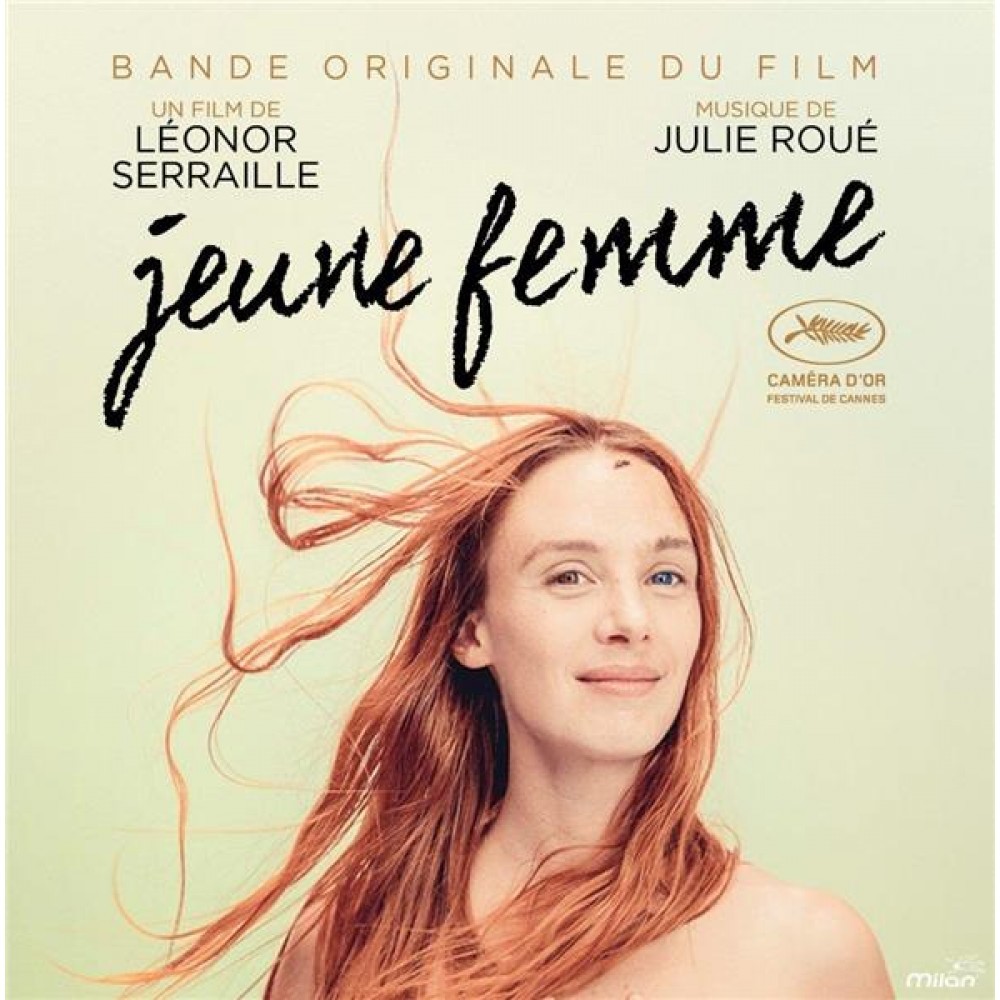 BANDE ORIGINALE DU FILM
UN FILM DE
LÉONOR
SERRAILLE
MUSIQUE DE
JULIE ROUÉ
jeune femme
CAMÉRA D'OR
FESTIVAL DE CANNES
milan